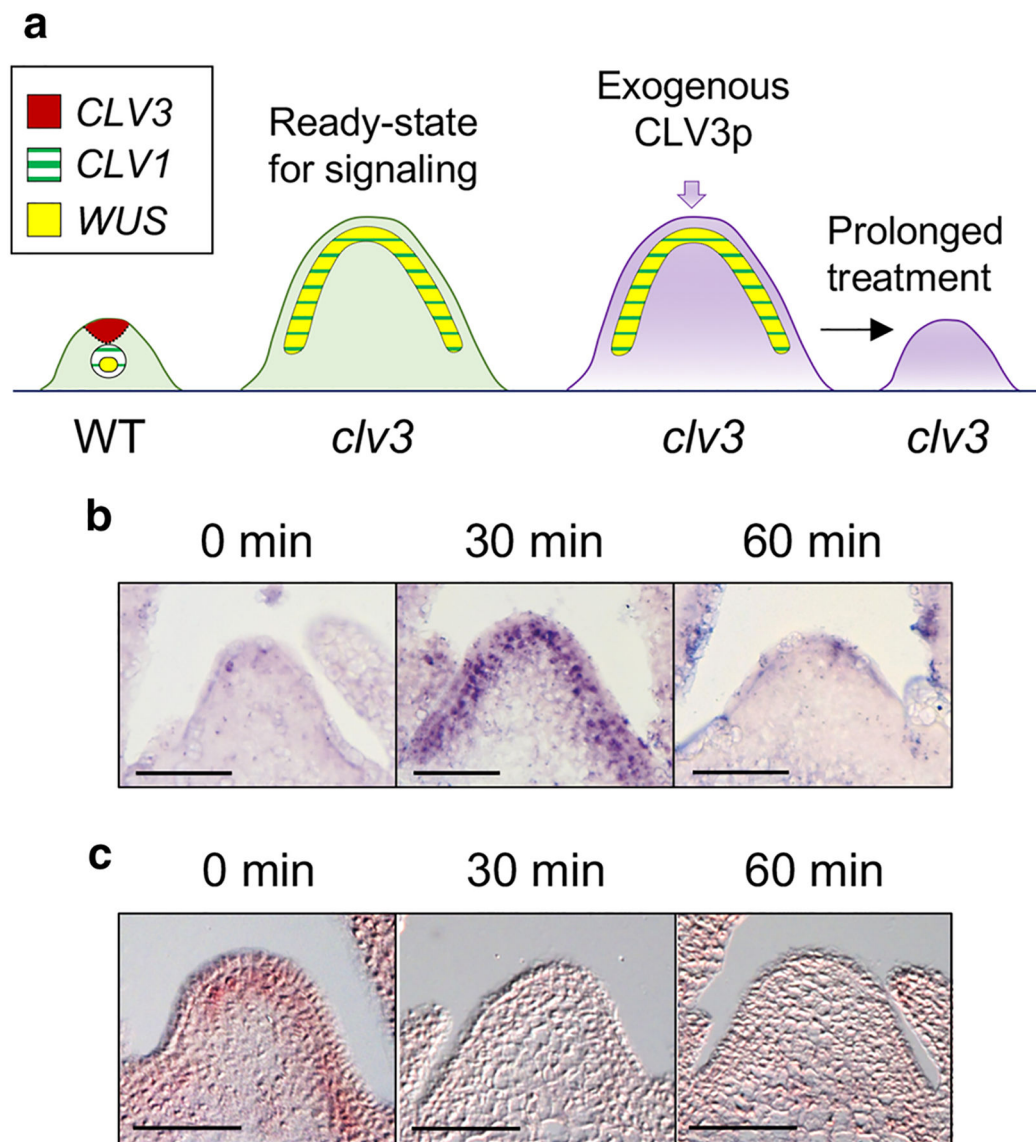 a
CLV3
CLV1
WUS
Ready-state
for signaling
Exogenous
CLV3p
Prolonged
treatment
WT
clv3
clv3
clv3
b
0 min
30 min
60 min
c
0 min
30 min
60 min